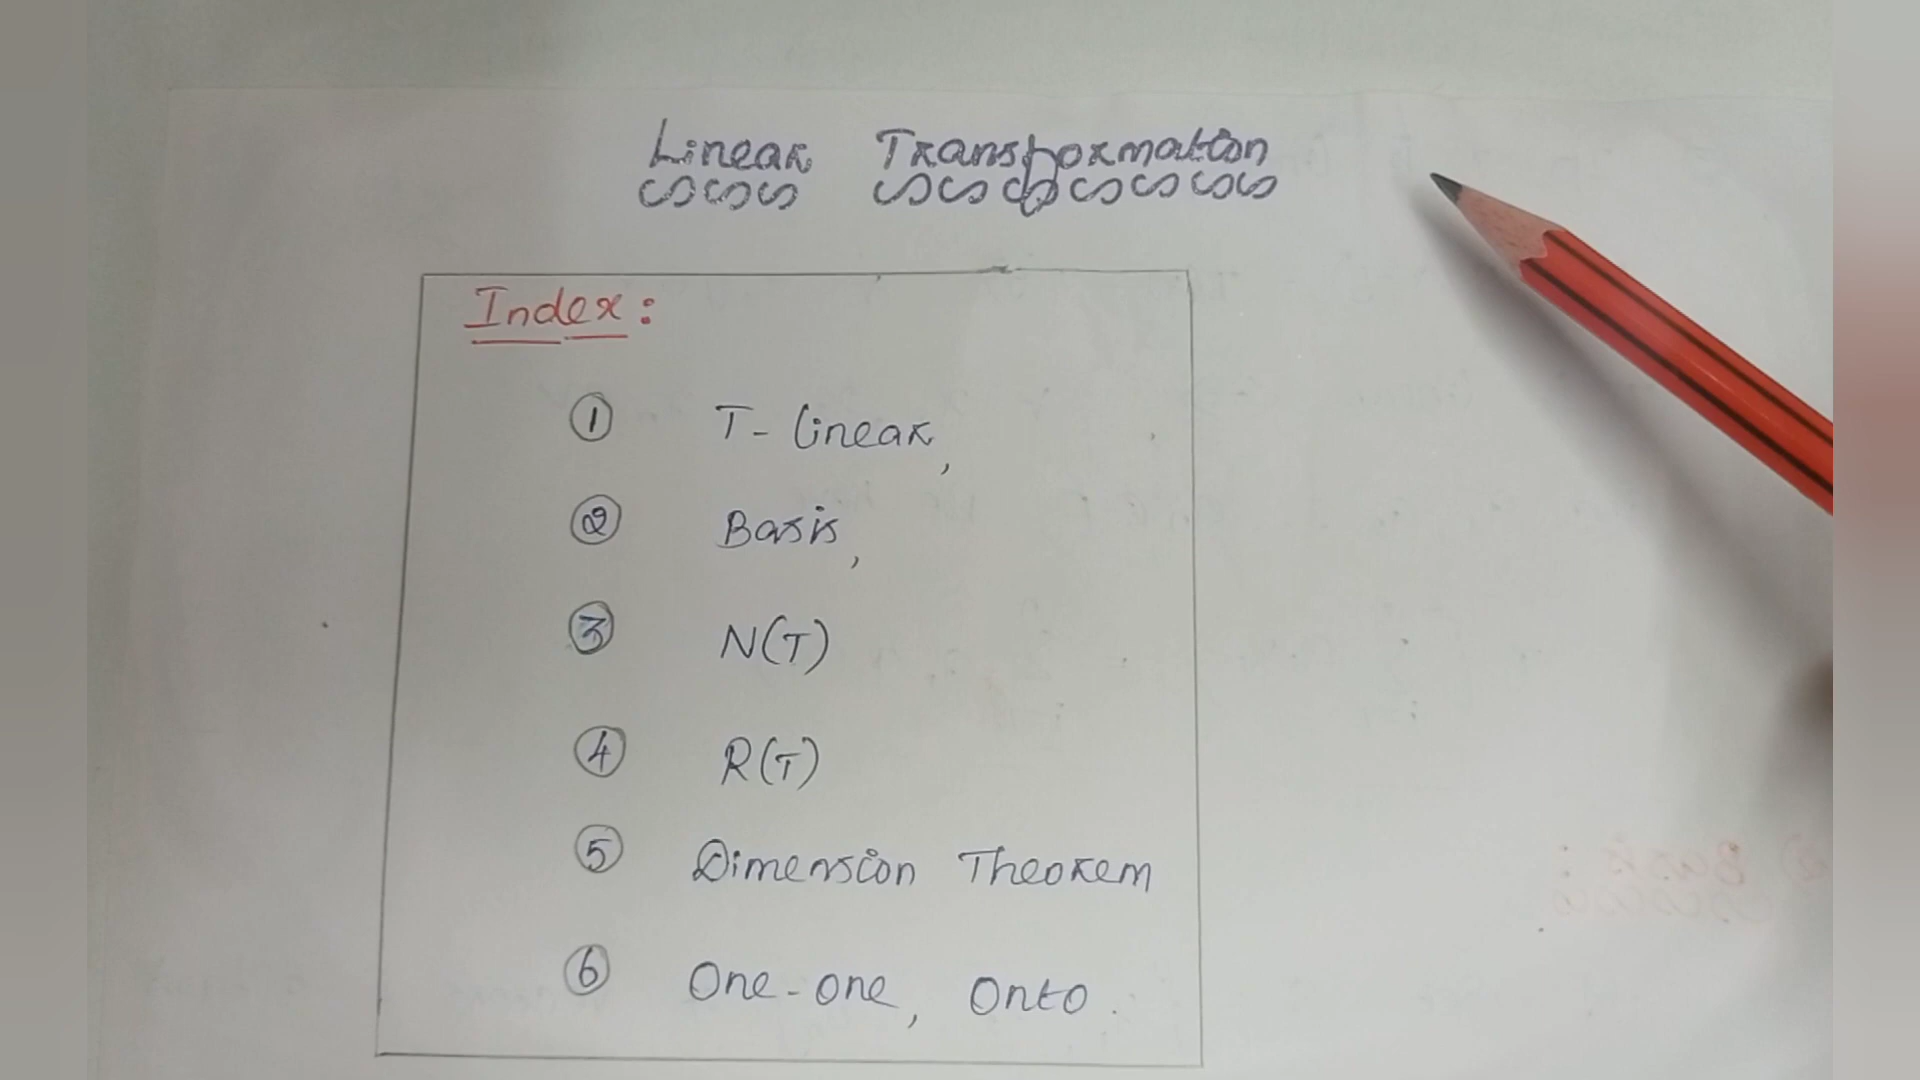 Linear Transformation
Index:
① T- linear,
② Basis,
③ N(T)
④ R(T)
⑤ Dimension Theorem
⑥ One-one, Onto.